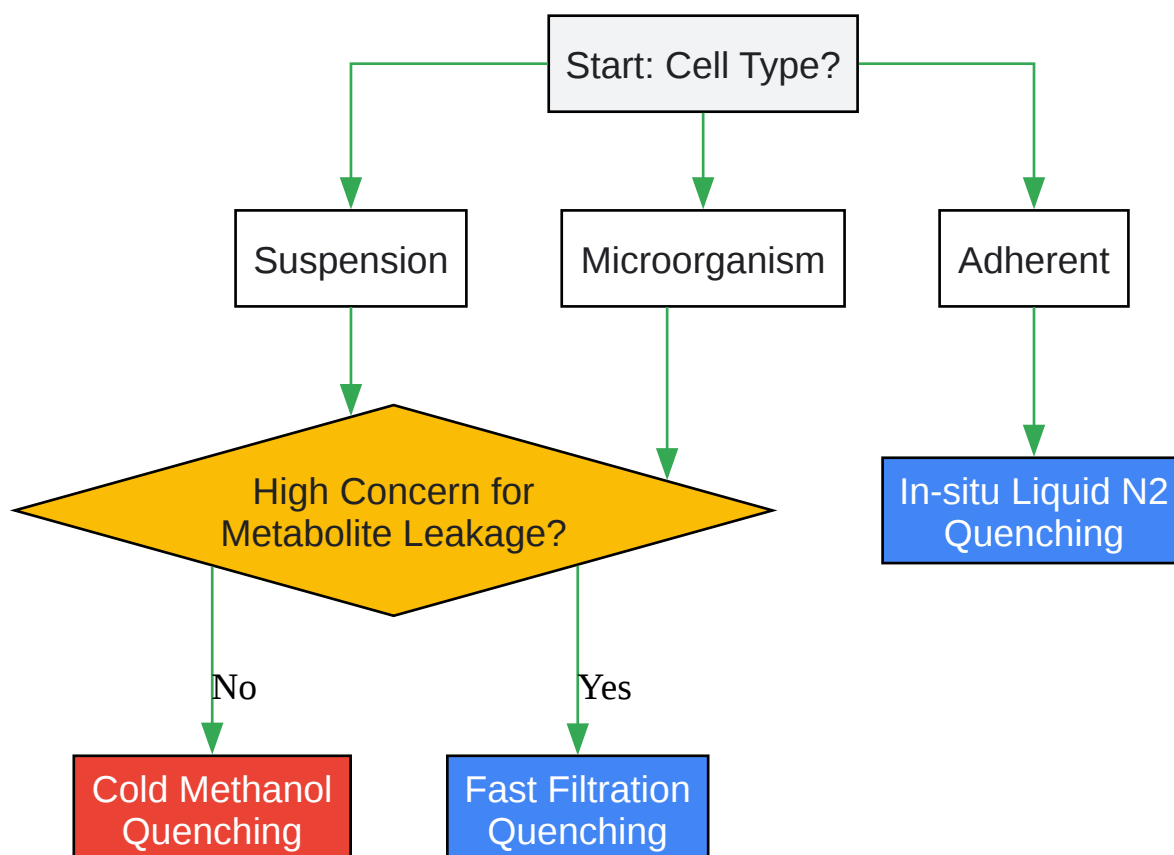 Start: Cell Type?
Suspension
Microorganism
Adherent
High Concern for
Metabolite Leakage?
In-situ Liquid N2
Quenching
No
Yes
Cold Methanol
Quenching
Fast Filtration
Quenching